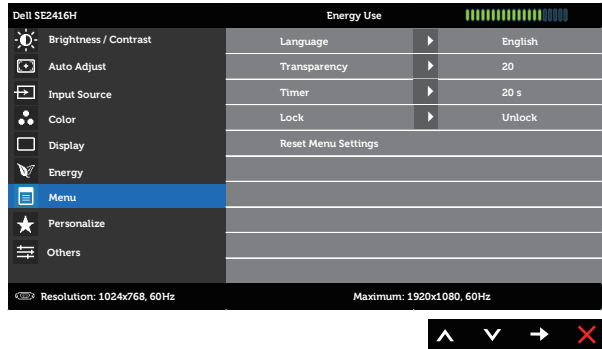 Dell SE2416H Energy Use
Brightness / Contrast Language English
Auto Adjust Transparency 20
Input Source Timer 20 s
Color Lock Unlock
Display Reset Menu Settings
Energy
Menu
Personalize
Others
Resolution: 1024x768, 60Hz Maximum: 1920x1080, 60Hz